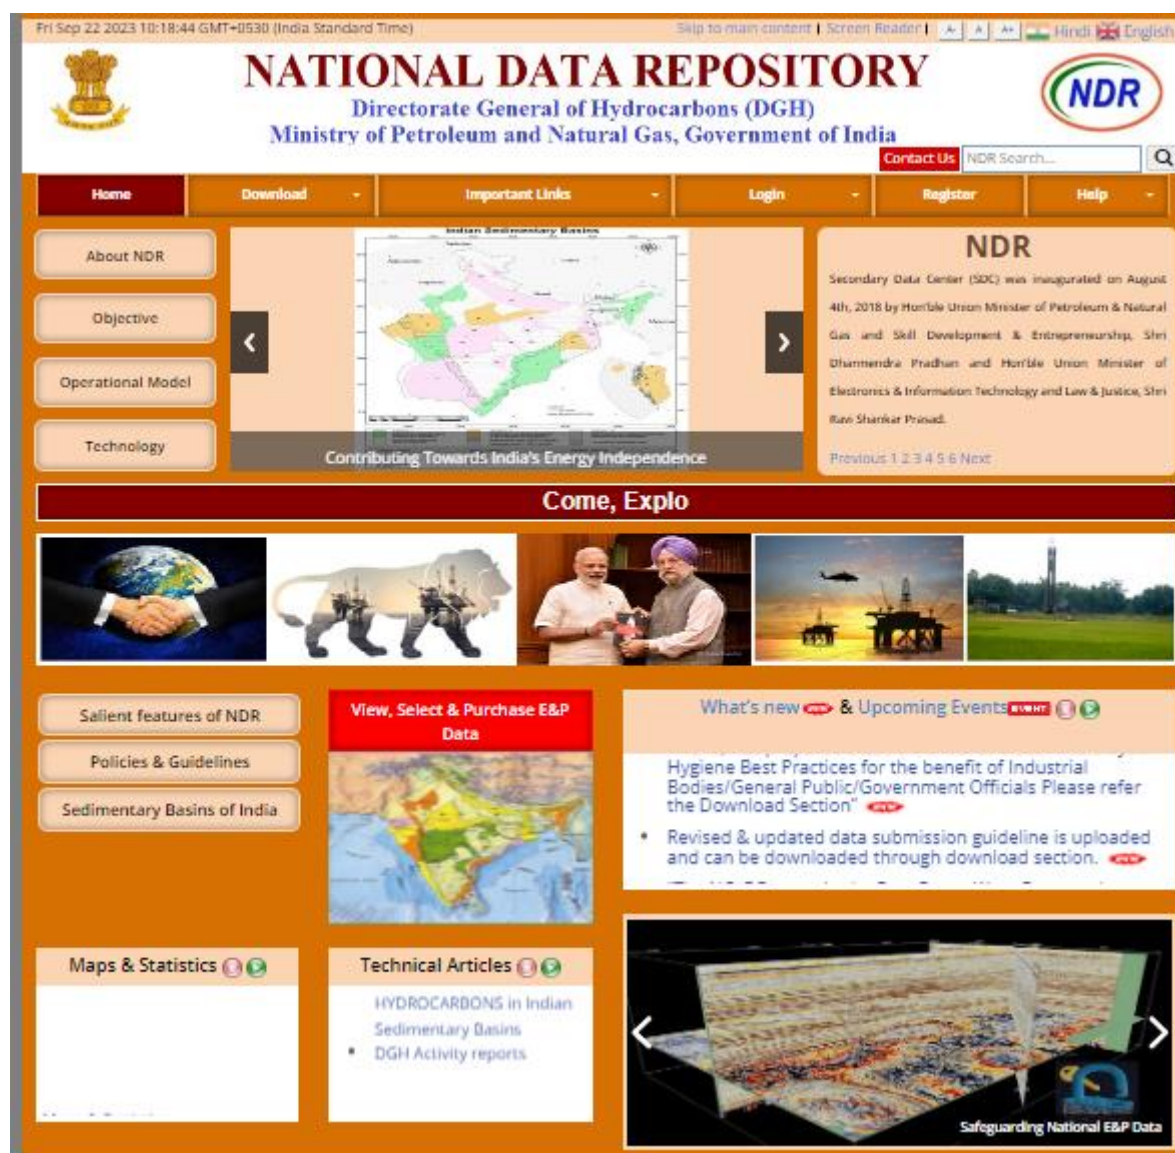 Fri Sep 22 2023 10:18:44 GMT+0530 (India Standard Time)
Skip to main content | Screen Reader | A- A A+ Hindi English
NATIONAL DATA REPOSITORY
Directorate General of Hydrocarbons (DGH)
Ministry of Petroleum and Natural Gas, Government of India
NDR
Contact Us NDR Search...
Home Download Important Links Login Register Help
About NDR
Objective
Operational Model
Technology
Indian Sedimentary Basins
Contributing Towards India's Energy Independence
NDR
Secondary Data Center (SDC) was inaugurated on August
4th, 2018 by Hon'ble Union Minister of Petroleum & Natural
Gas and Skill Development & Entrepreneurship, Shri
Dharmendra Pradhan and Hon'ble Union Minister of
Electronics & Information Technology and Law & Justice, Shri
Ravi Shankar Prasad.
Previous 1 2 3 4 5 6 Next
Come, Explo
Salient features of NDR
Policies & Guidelines
Sedimentary Basins of India
View, Select & Purchase E&P
Data
What's new & Upcoming Events EVENT
Hygiene Best Practices for the benefit of Industrial
Bodies/General Public/Government Officials Please refer
the Download Section"
• Revised & updated data submission guideline is uploaded
and can be downloaded through download section.
Maps & Statistics
Technical Articles
HYDROCARBONS in Indian
Sedimentary Basins
• DGH Activity reports
Safeguarding National E&P Data